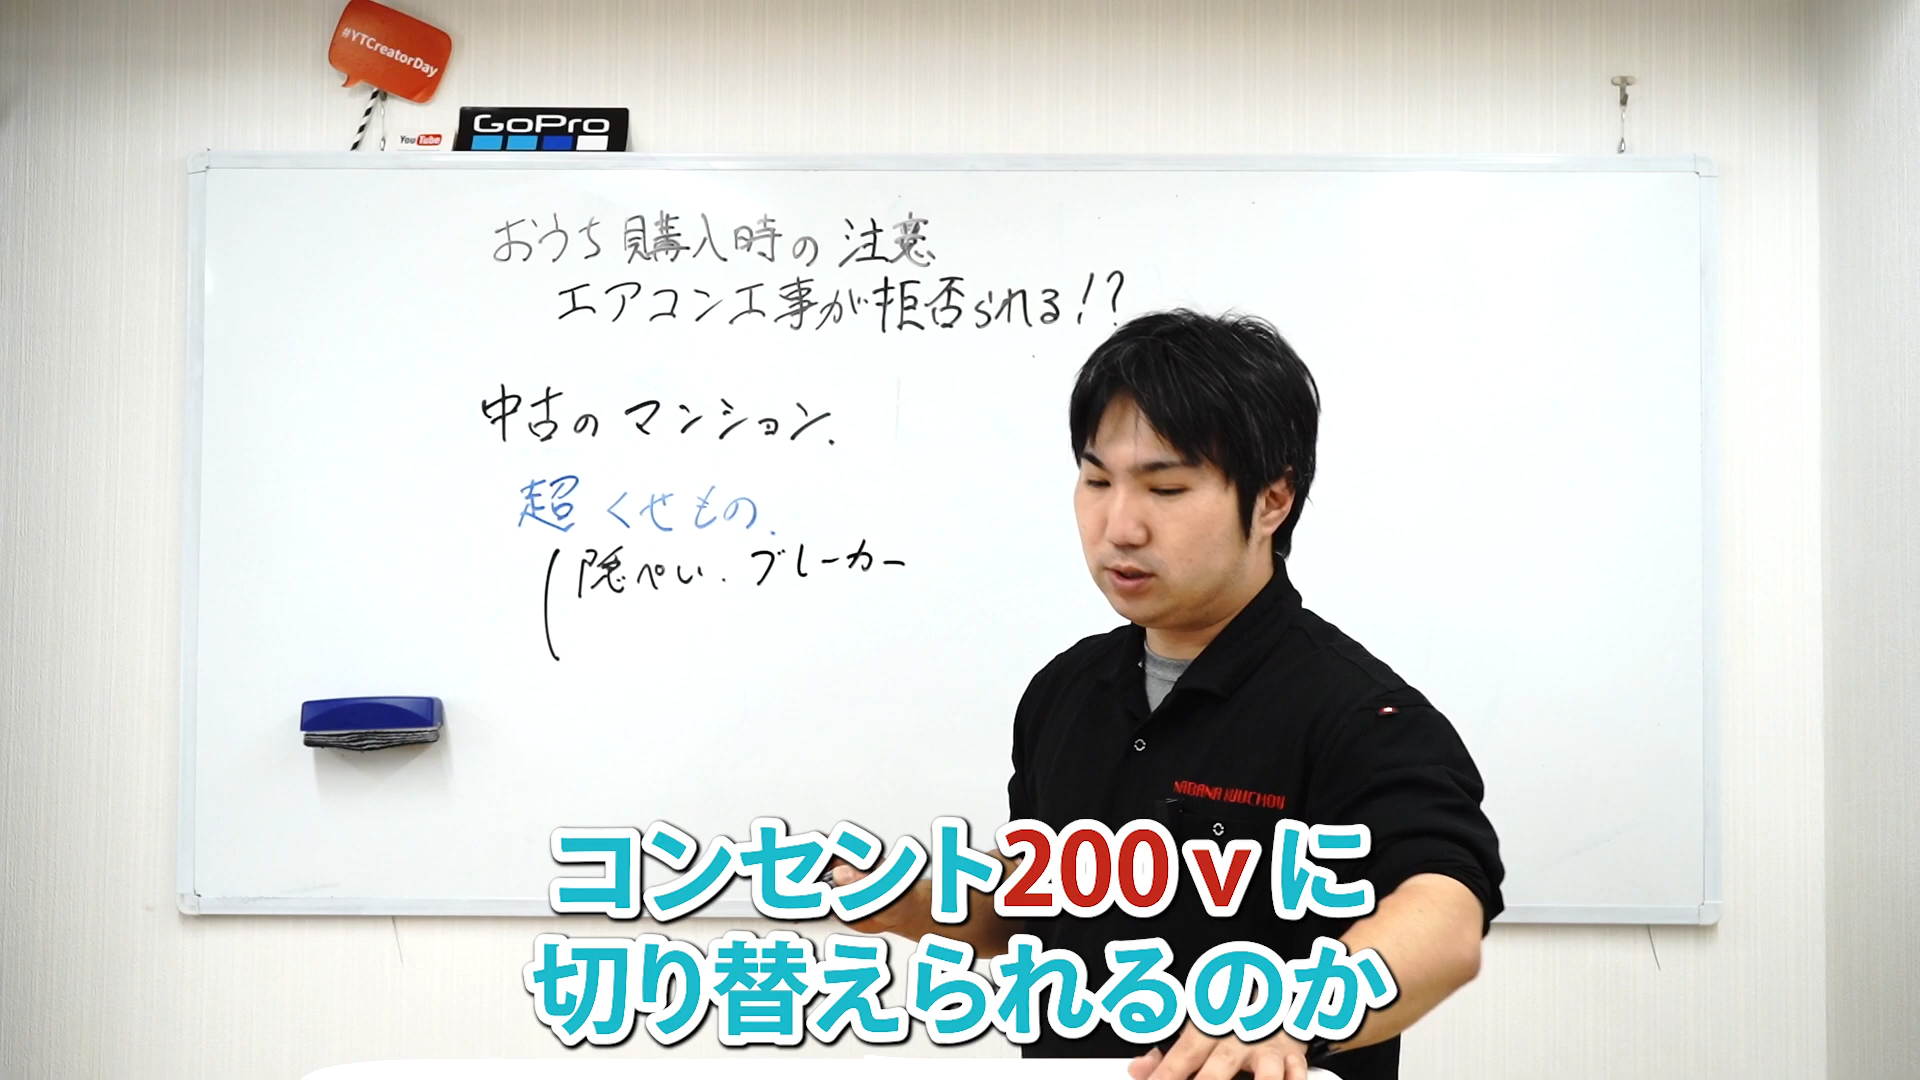 #YTCreatorDay
YouTube
GoPro
おうち購入時の注意
エアコン工事が拒否られる!?
中古のマンション.
超くせもの.
隠ぺい.ブレーカー
NABANA KUUCHOU
コンセント200vに
切り替えられるのか